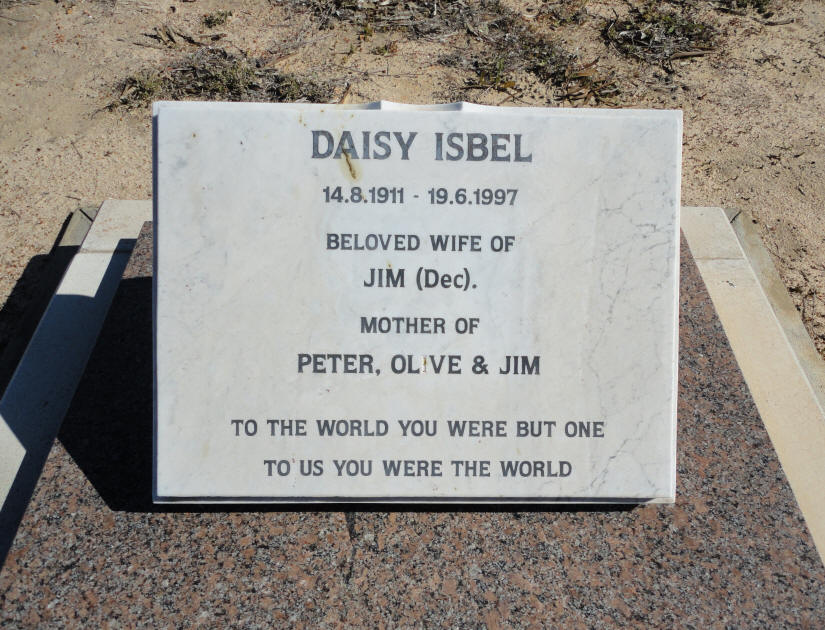 DAISY ISBEL
14.8.1911 - 19.6.1997
BELOVED WIFE OF
JIM (Dec).
MOTHER OF
PETER, OLIVE & JIM
TO THE WORLD YOU WERE BUT ONE
TO US YOU WERE THE WORLD